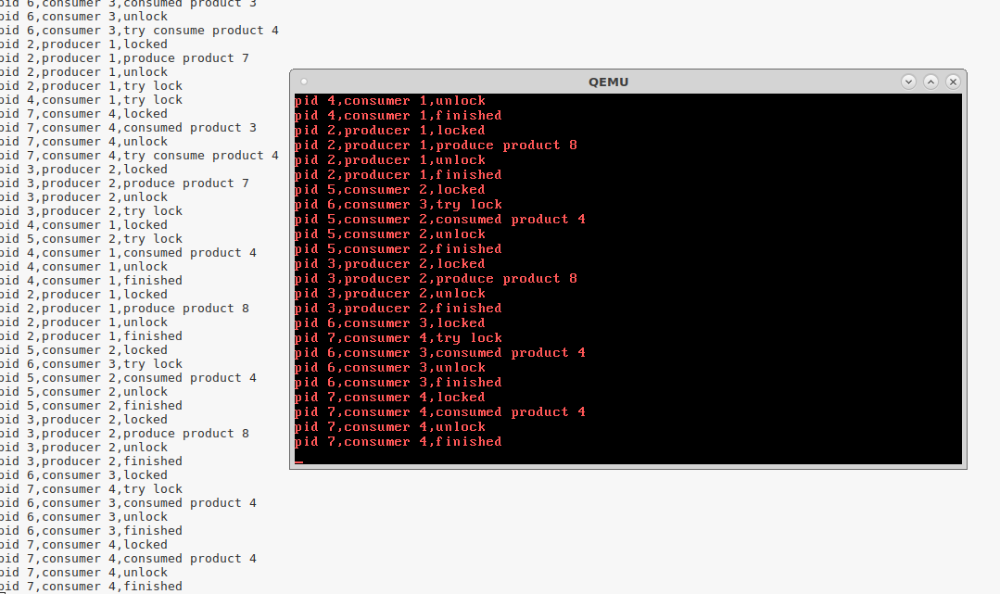 pid 6,consumer 3,consumed product 3
pid 6,consumer 3,unlock
pid 6,consumer 3,try consume product 4
pid 2,producer 1,locked
pid 2,producer 1,produce product 7
pid 2,producer 1,unlock
pid 2,producer 1,try lock
pid 4,consumer 1,try lock
pid 7,consumer 4,locked
pid 7,consumer 4,consumed product 3
pid 7,consumer 4,unlock
pid 7,consumer 4,try consume product 4
pid 3,producer 2,locked
pid 3,producer 2,produce product 7
pid 3,producer 2,unlock
pid 3,producer 2,try lock
pid 4,consumer 1,locked
pid 5,consumer 2,try lock
pid 4,consumer 1,consumed product 4
pid 4,consumer 1,unlock
pid 4,consumer 1,finished
pid 2,producer 1,locked
pid 2,producer 1,produce product 8
pid 2,producer 1,unlock
pid 2,producer 1,finished
pid 5,consumer 2,locked
pid 6,consumer 3,try lock
pid 5,consumer 2,consumed product 4
pid 5,consumer 2,unlock
pid 5,consumer 2,finished
pid 3,producer 2,locked
pid 3,producer 2,produce product 8
pid 3,producer 2,unlock
pid 3,producer 2,finished
pid 6,consumer 3,locked
pid 7,consumer 4,try lock
pid 6,consumer 3,consumed product 4
pid 6,consumer 3,unlock
pid 6,consumer 3,finished
pid 7,consumer 4,locked
pid 7,consumer 4,consumed product 4
pid 7,consumer 4,unlock
pid 7,consumer 4,finished
QEMU
pid 4,consumer 1,unlock
pid 4,consumer 1,finished
pid 2,producer 1,locked
pid 2,producer 1,produce product 8
pid 2,producer 1,unlock
pid 2,producer 1,finished
pid 5,consumer 2,locked
pid 6,consumer 3,try lock
pid 5,consumer 2,consumed product 4
pid 5,consumer 2,unlock
pid 5,consumer 2,finished
pid 3,producer 2,locked
pid 3,producer 2,produce product 8
pid 3,producer 2,unlock
pid 3,producer 2,finished
pid 6,consumer 3,locked
pid 7,consumer 4,try lock
pid 6,consumer 3,consumed product 4
pid 6,consumer 3,unlock
pid 6,consumer 3,finished
pid 7,consumer 4,locked
pid 7,consumer 4,consumed product 4
pid 7,consumer 4,unlock
pid 7,consumer 4,finished